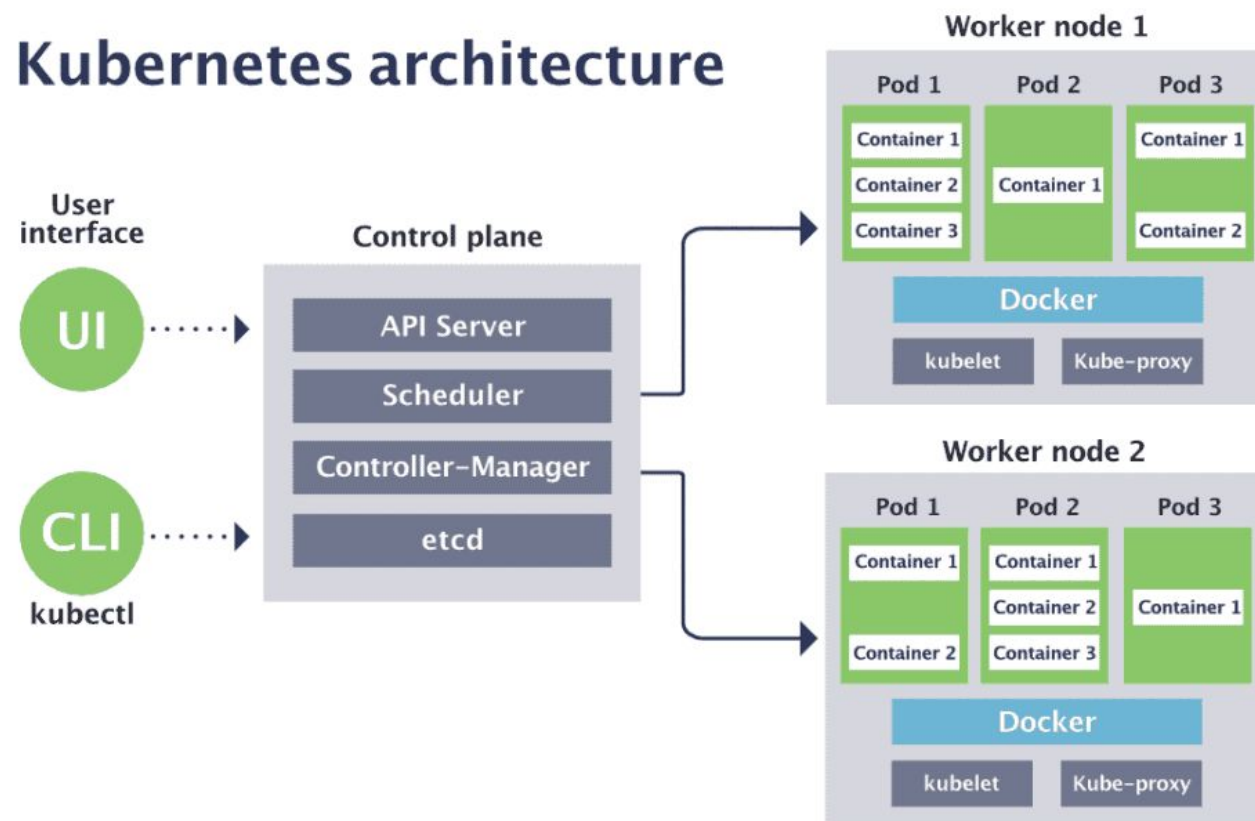 Kubernetes architecture
User
interface
UI
CLI
kubectl
Control plane
API Server
Scheduler
Controller-Manager
etcd
Worker node 1
Pod 1
Pod 2
Pod 3
Container 1
Container 2
Container 3
Container 1
Container 1
Container 2
Docker
kubelet
Kube-proxy
Worker node 2
Pod 1
Pod 2
Pod 3
Container 1
Container 2
Container 1
Container 2
Container 3
Container 1
Docker
kubelet
Kube-proxy